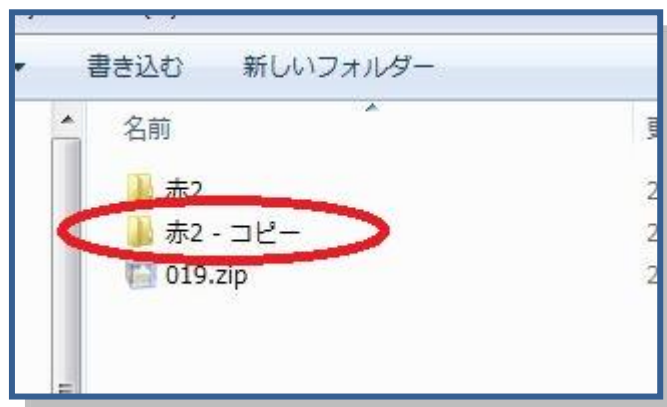 書き込む 新しいフォルダー
名前
赤2
赤2 - コピー
019.zip